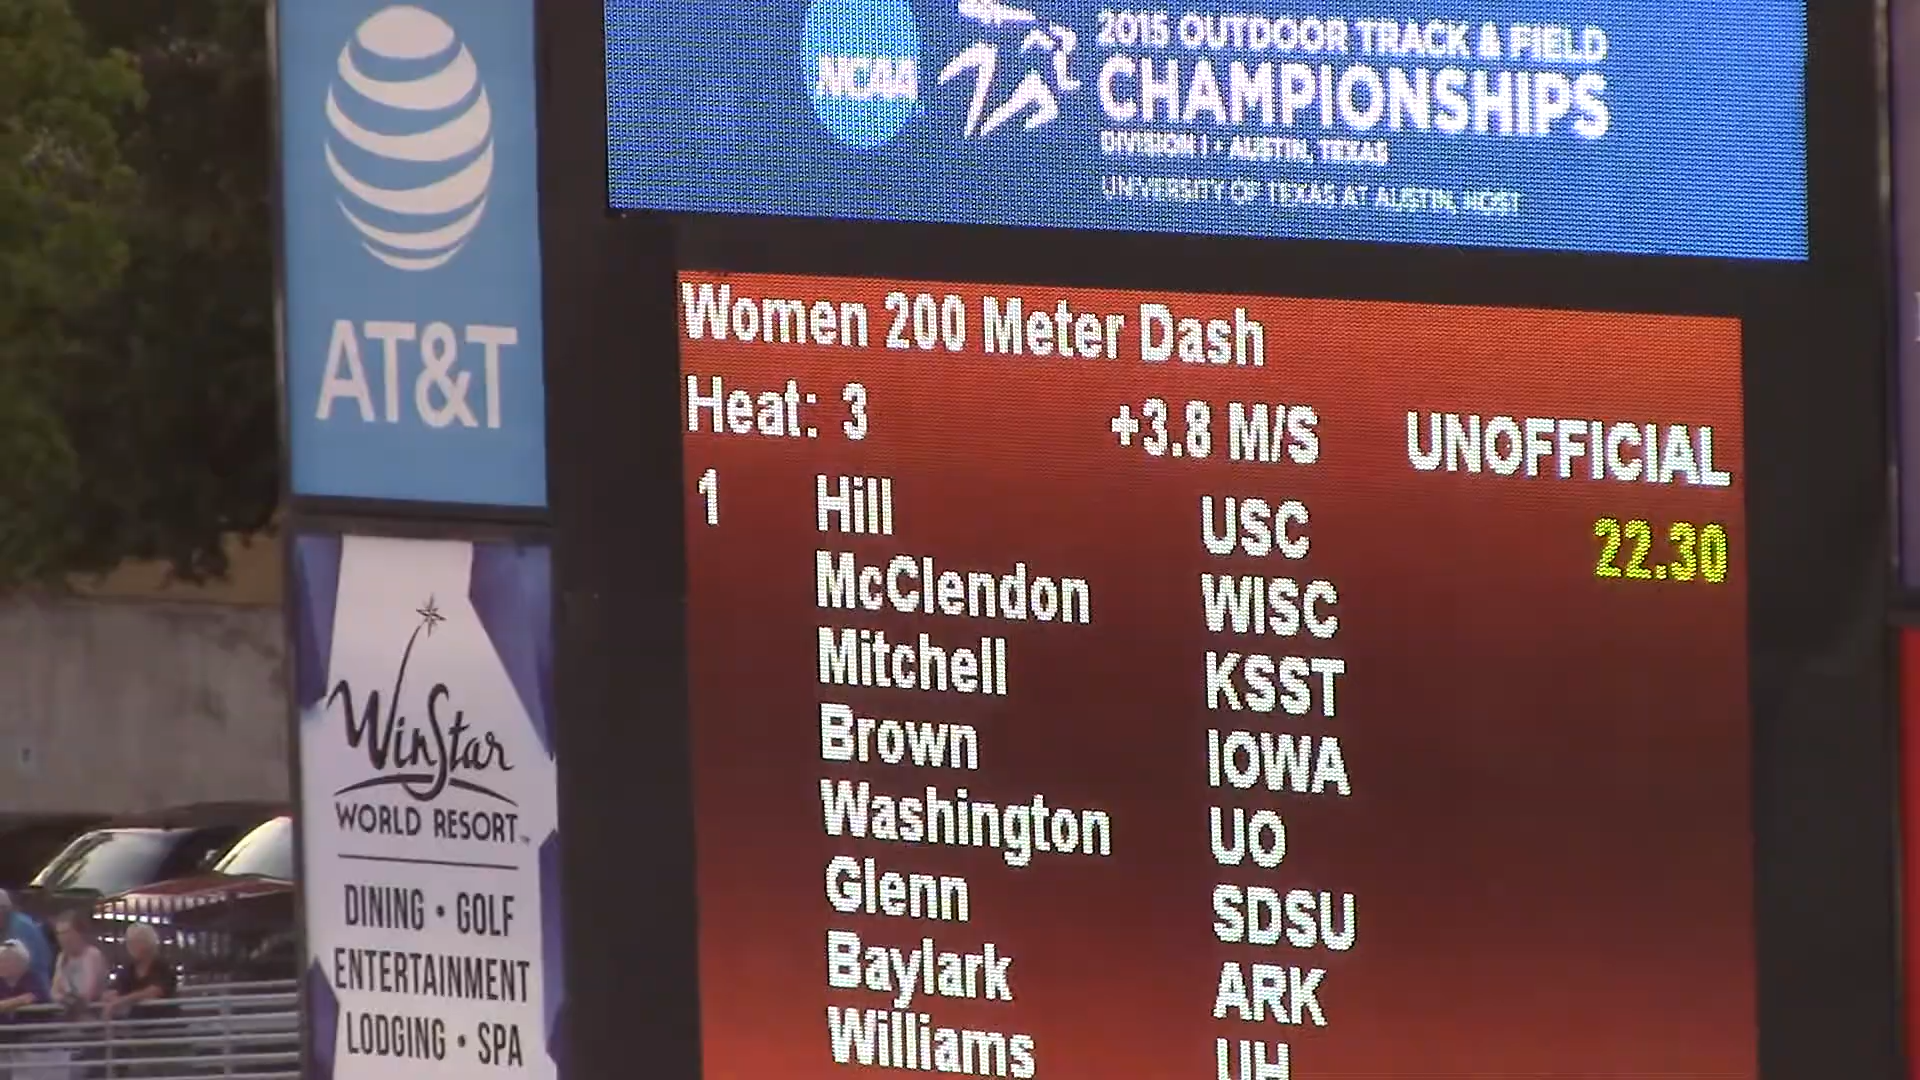 AT&T
WinStar
WORLD RESORT
DINING • GOLF
ENTERTAINMENT
LODGING • SPA
NCAA
2015 OUTDOOR TRACK & FIELD
CHAMPIONSHIPS
DIVISION I • AUSTIN, TEXAS
UNIVERSITY OF TEXAS AT AUSTIN, HOST
Women 200 Meter Dash
Heat: 3 +3.8 M/S UNOFFICIAL
1 Hill USC 22.30
McClendon WISC
Mitchell KSST
Brown IOWA
Washington UO
Glenn SDSU
Baylark ARK
Williams UH